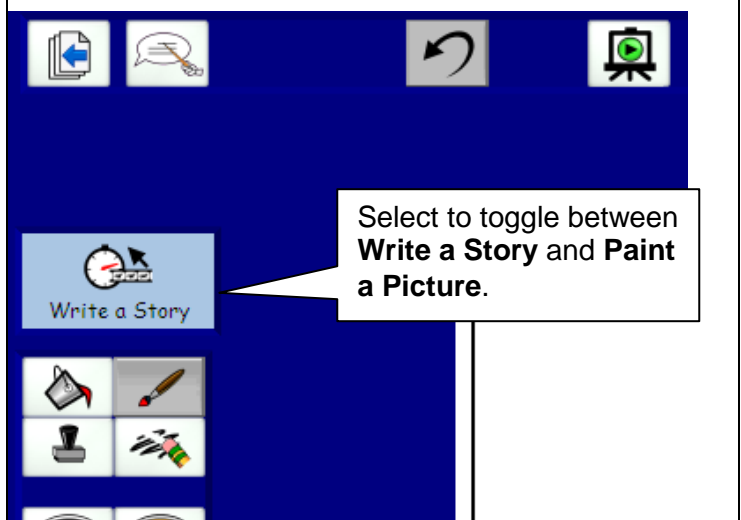 Select to toggle between
Write a Story and Paint
a Picture.
Write a Story